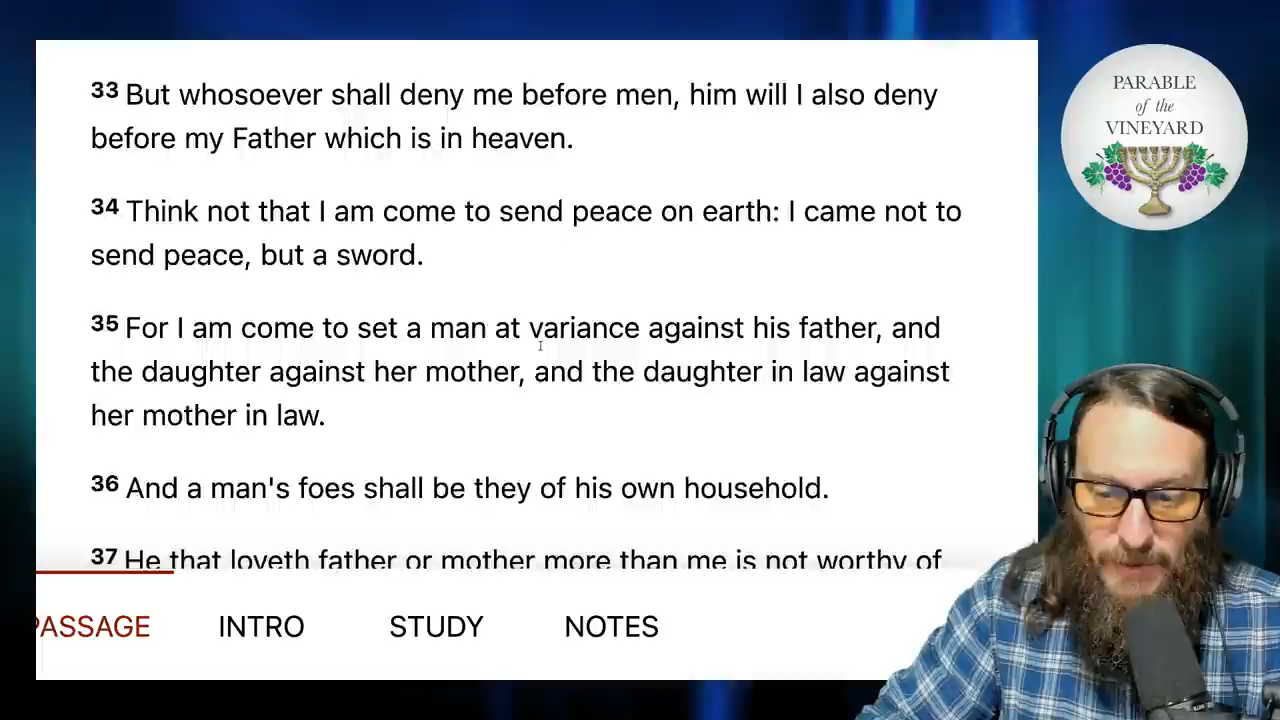 33 But whosoever shall deny me before men, him will I also deny
before my Father which is in heaven.
34 Think not that I am come to send peace on earth: I came not to
send peace, but a sword.
35 For I am come to set a man at variance against his father, and
the daughter against her mother, and the daughter in law against
her mother in law.
36 And a man's foes shall be they of his own household.
37 He that loveth father or mother more than me is not worthy of
PASSAGE INTRO STUDY NOTES
PARABLE
of the
VINEYARD